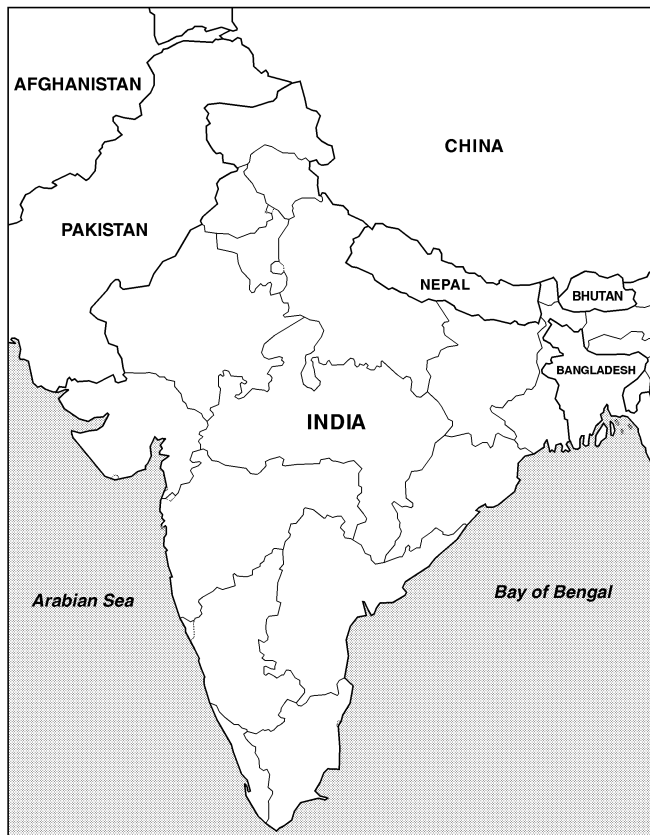 AFGHANISTAN
CHINA
PAKISTAN
NEPAL
BHUTAN
BANGLADESH
INDIA
Arabian Sea
Bay of Bengal